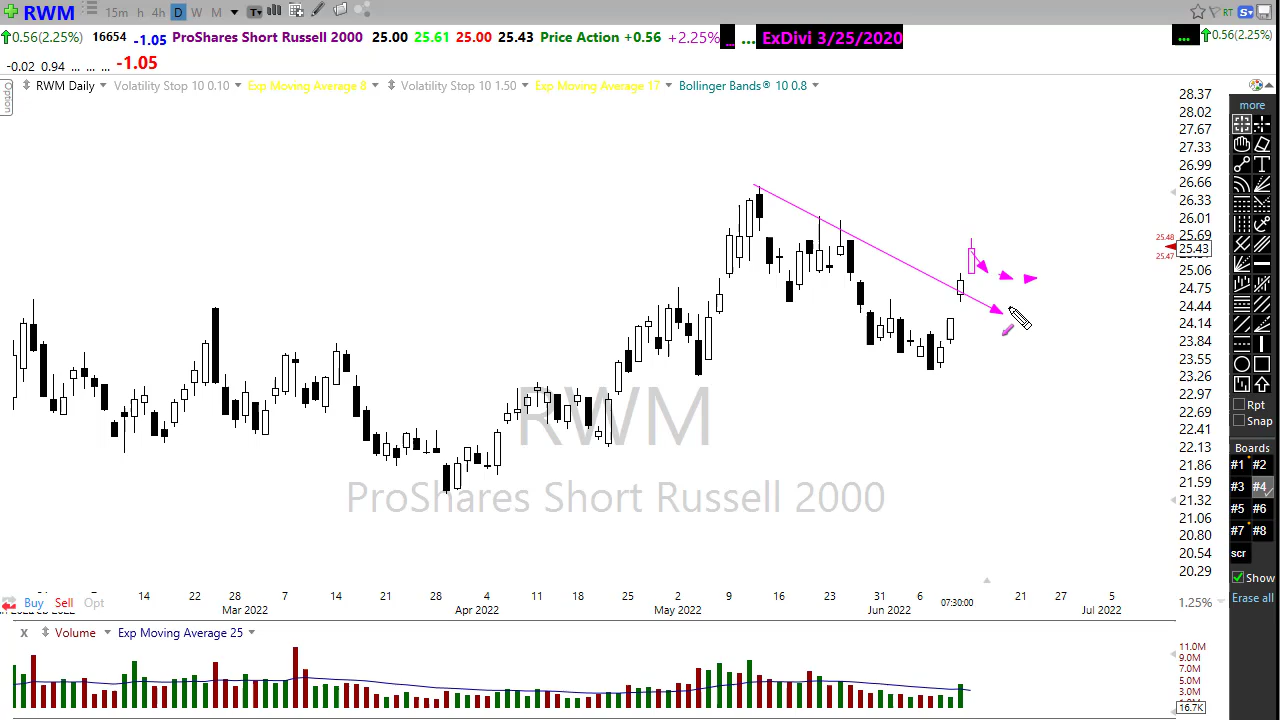 RWM 15m h 4h D W M T RT S
0.56(2.25%) 16654 -1.05 ProShares Short Russell 2000 25.00 25.61 25.00 25.43 Price Action +0.56 +2.25% ... ... ExDivi 3/25/2020 ... 0.56(2.25%)
-0.02 0.94 ... ... ... -1.05
Option
RWM Daily Volatility Stop 10 0.10 Exp Moving Average 8 Volatility Stop 10 1.50 Exp Moving Average 17 Bollinger Bands® 10 0.8
28.37
28.02
27.67
27.33
26.99
26.66
26.33
26.01
25.69
25.48
25.43
25.47
25.06
24.75
24.44
24.14
23.84
23.55
23.26
22.97
22.69
22.41
22.13
21.86
21.59
21.32
21.06
20.80
20.54
20.29
more
Rpt
Snap
Boards
#1 #2
#3 #4
#5 #6
#7 #8
scr
Show
Erase all
RWM
ProShares Short Russell 2000
14 22 28 7 14 21 28 4 11 18 25 2 9 16 23 31 6 21 27 5
Mar 2022 Apr 2022 May 2022 Jun 2022 07:30:00 Jul 2022
Buy Sell Opt
1.25%
x Volume Exp Moving Average 25
11.0M
9.0M
7.0M
5.0M
3.0M
16.7K